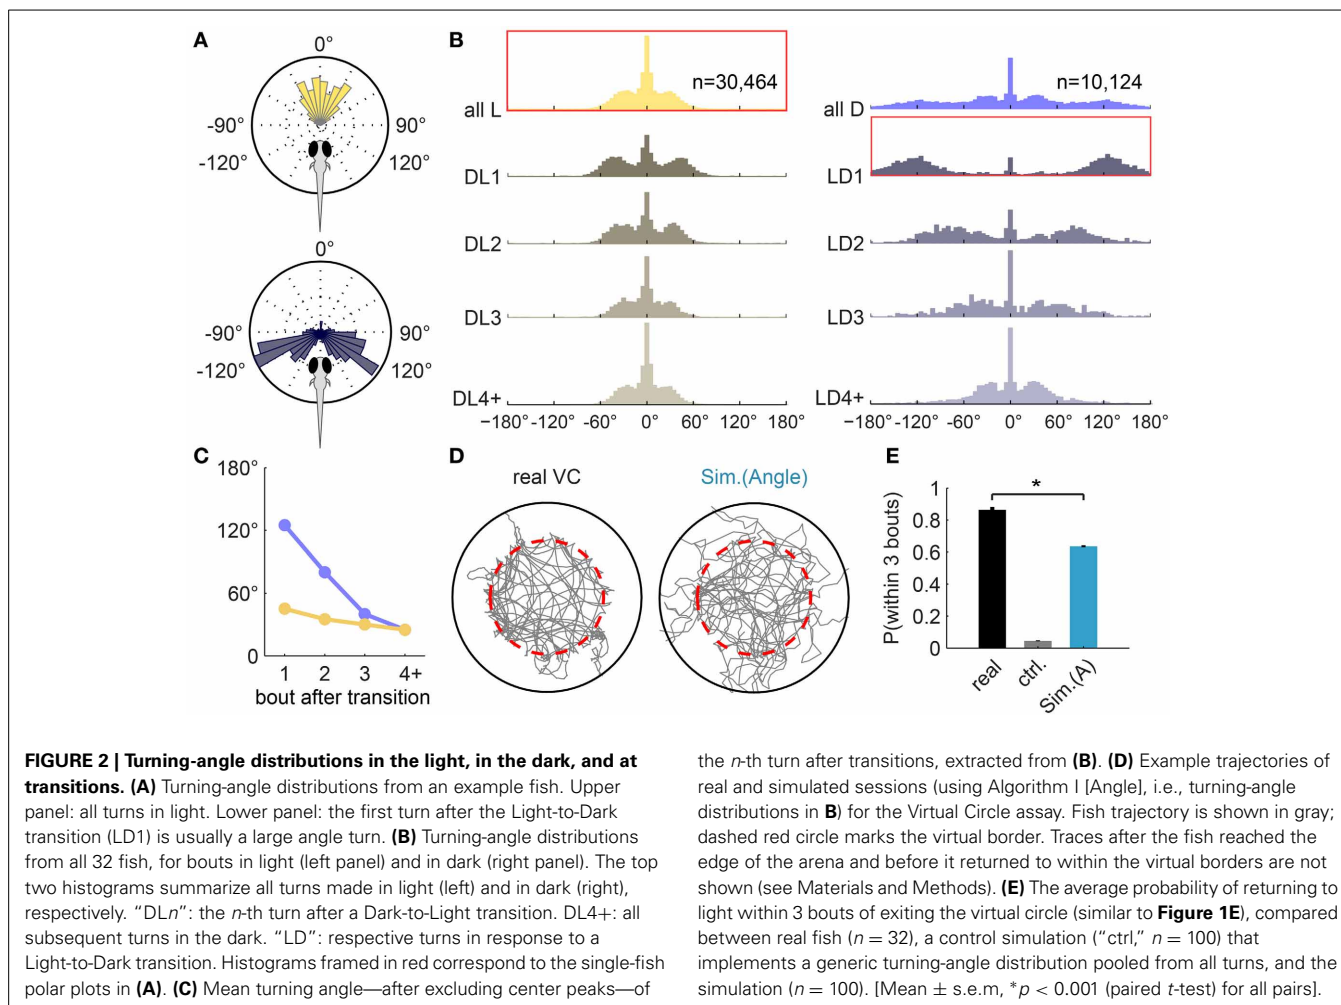 A
0°
-90°
90°
-120°
120°
0°
-90°
90°
-120°
120°
B
n=30,464
all L
DL1
DL2
DL3
DL4+
−180° -120° -60° 0° 60° 120° 180°
n=10,124
all D
LD1
LD2
LD3
LD4+
−180° -120° -60° 0° 60° 120° 180°
C
180°
120°
60°
0
1 2 3 4+
bout after transition
D
real VC
Sim.(Angle)
E
P(within 3 bouts)
1
0.8
0.6
0.4
0.2
0
*
real
ctrl.
Sim.(A)
FIGURE 2 | Turning-angle distributions in the light, in the dark, and at
transitions. (A) Turning-angle distributions from an example fish. Upper
panel: all turns in light. Lower panel: the first turn after the Light-to-Dark
transition (LD1) is usually a large angle turn. (B) Turning-angle distributions
from all 32 fish, for bouts in light (left panel) and in dark (right panel). The top
two histograms summarize all turns made in light (left) and in dark (right),
respectively. “DLn”: the n-th turn after a Dark-to-Light transition. DL4+: all
subsequent turns in the dark. “LD”: respective turns in response to a
Light-to-Dark transition. Histograms framed in red correspond to the single-fish
polar plots in (A). (C) Mean turning angle—after excluding center peaks—of
the n-th turn after transitions, extracted from (B). (D) Example trajectories of
real and simulated sessions (using Algorithm I [Angle], i.e., turning-angle
distributions in B) for the Virtual Circle assay. Fish trajectory is shown in gray;
dashed red circle marks the virtual border. Traces after the fish reached the
edge of the arena and before it returned to within the virtual borders are not
shown (see Materials and Methods). (E) The average probability of returning to
light within 3 bouts of exiting the virtual circle (similar to Figure 1E), compared
between real fish (n = 32), a control simulation (“ctrl,” n = 100) that
implements a generic turning-angle distribution pooled from all turns, and the
simulation (n = 100). [Mean ± s.e.m, *p < 0.001 (paired t-test) for all pairs].